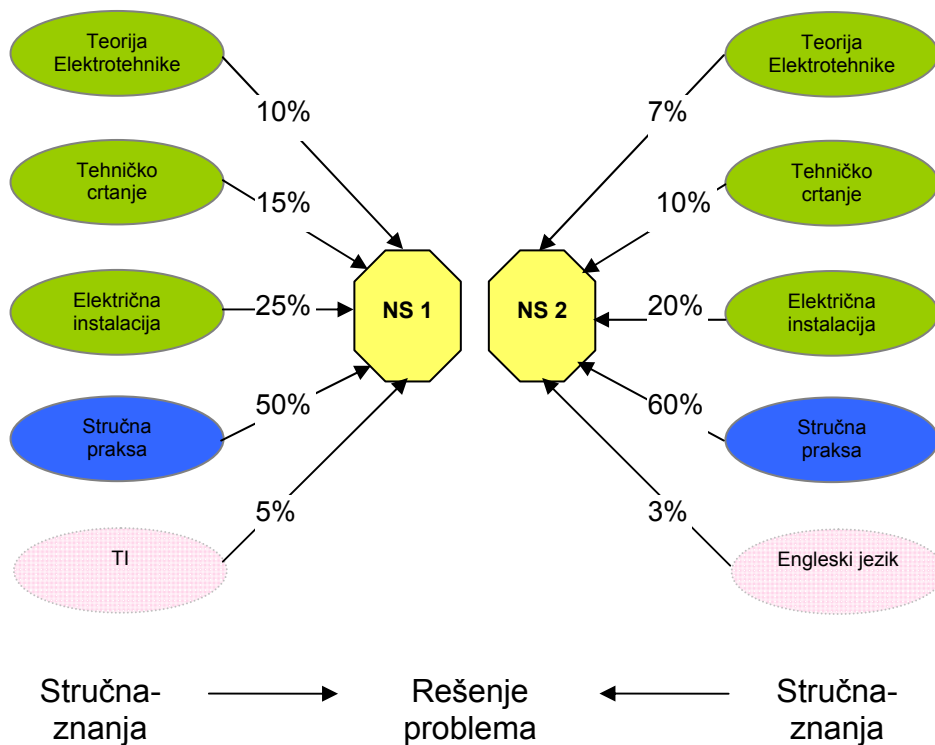 Teorija
Elektrotehnike
10%
Tehničko
crtanje
15%
Električna
instalacija
25%
Stručna
praksa
50%
TI
5%
NS 1
NS 2
Teorija
Elektrotehnike
7%
Tehničko
crtanje
10%
Električna
instalacija
20%
Stručna
praksa
60%
Engleski jezik
3%
Stručna-
znanja
Rešenje
problema
Stručna-
znanja